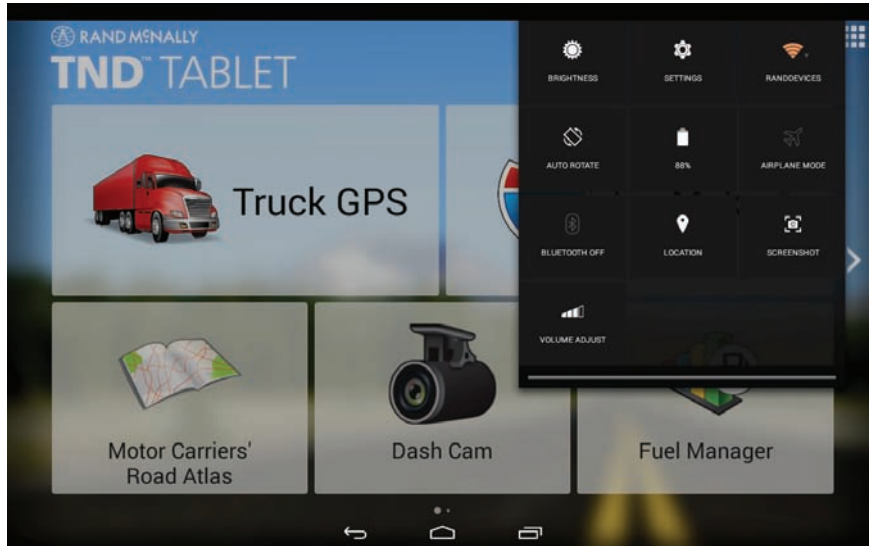 RAND MCNALLY
TND™ TABLET
Truck GPS
BRIGHTNESS
SETTINGS
RANDDEVICES
AUTO ROTATE
88%
AIRPLANE MODE
BLUETOOTH OFF
LOCATION
SCREENSHOT
VOLUME ADJUST
Motor Carriers'
Road Atlas
Dash Cam
Fuel Manager